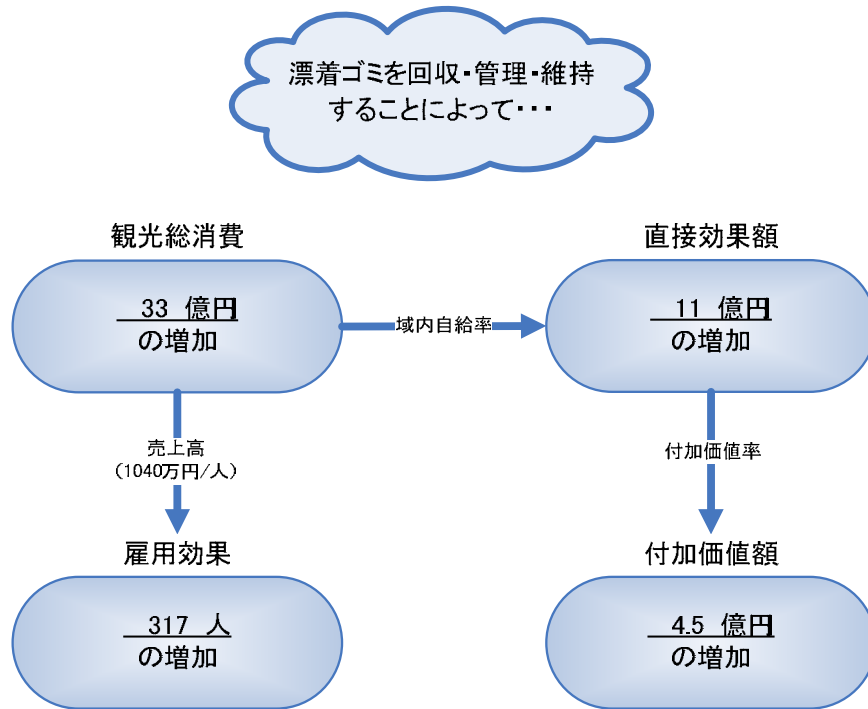 漂着ゴミを回収・管理・維持
することによって・・・
観光総消費
33 億円
の増加
域内自給率
直接効果額
11 億円
の増加
売上高
（1040万円/人）
付加価値率
雇用効果
317 人
の増加
付加価値額
4.5 億円
の増加